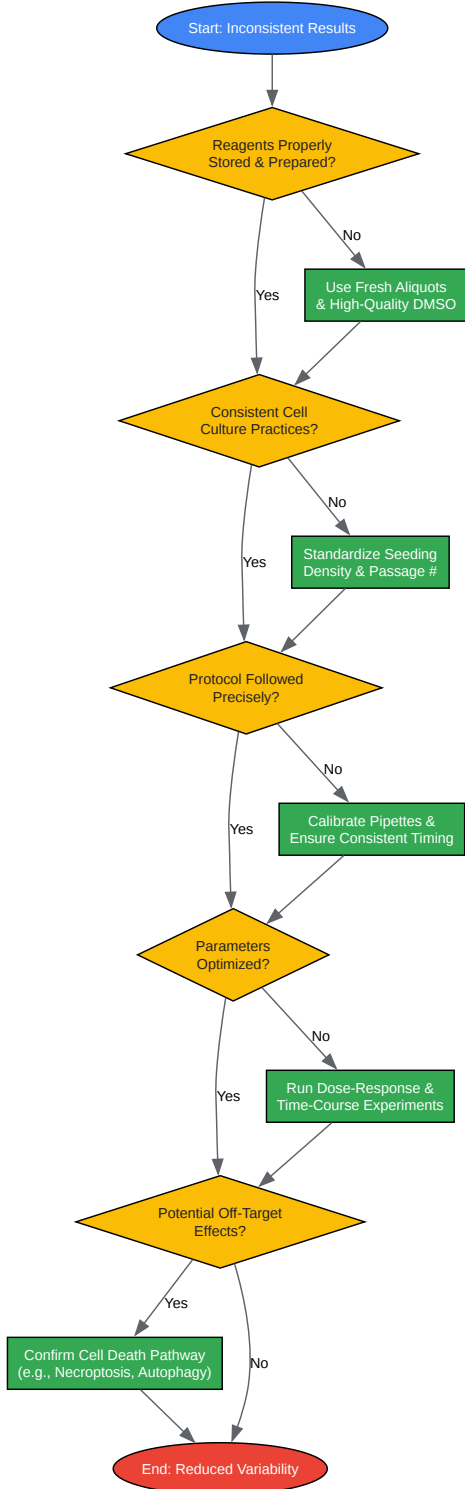 Start: Inconsistent Results
Reagents Properly
Stored & Prepared?
No
Yes
Use Fresh Aliquots
& High-Quality DMSO
Consistent Cell
Culture Practices?
No
Yes
Standardize Seeding
Density & Passage #
Protocol Followed
Precisely?
No
Yes
Calibrate Pipettes &
Ensure Consistent Timing
Parameters
Optimized?
No
Yes
Run Dose-Response &
Time-Course Experiments
Potential Off-Target
Effects?
Yes
Confirm Cell Death Pathway
(e.g., Necroptosis, Autophagy)
No
End: Reduced Variability